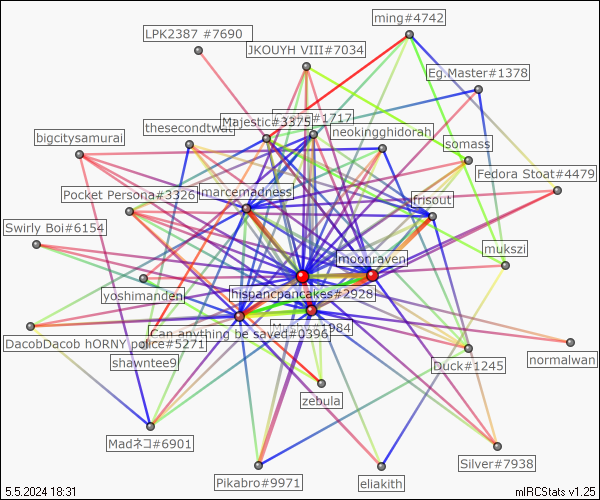 ming#4742
LPK2387 #7690
JKOUYH VIII#7034
Eg.Master#1378
Majestic#3375
#1717
thesecondtwat
neokingghidorah
bigcitysamurai
somass
Fedora Stoat#4479
marcemadness
Pocket Persona#3326
frisout
Swirly Boi#6154
mukszi
moonraven
yoshimanden
hispancpancakes#2928
Can anything be saved#0396
1984
DacobDacob hORNY police#5271
shawntee9
normalwan
Duck#1245
zebula
Madネコ#6901
Silver#7938
Pikabro#9971
eliakith
5.5.2024 18:31
mIRCStats v1.25